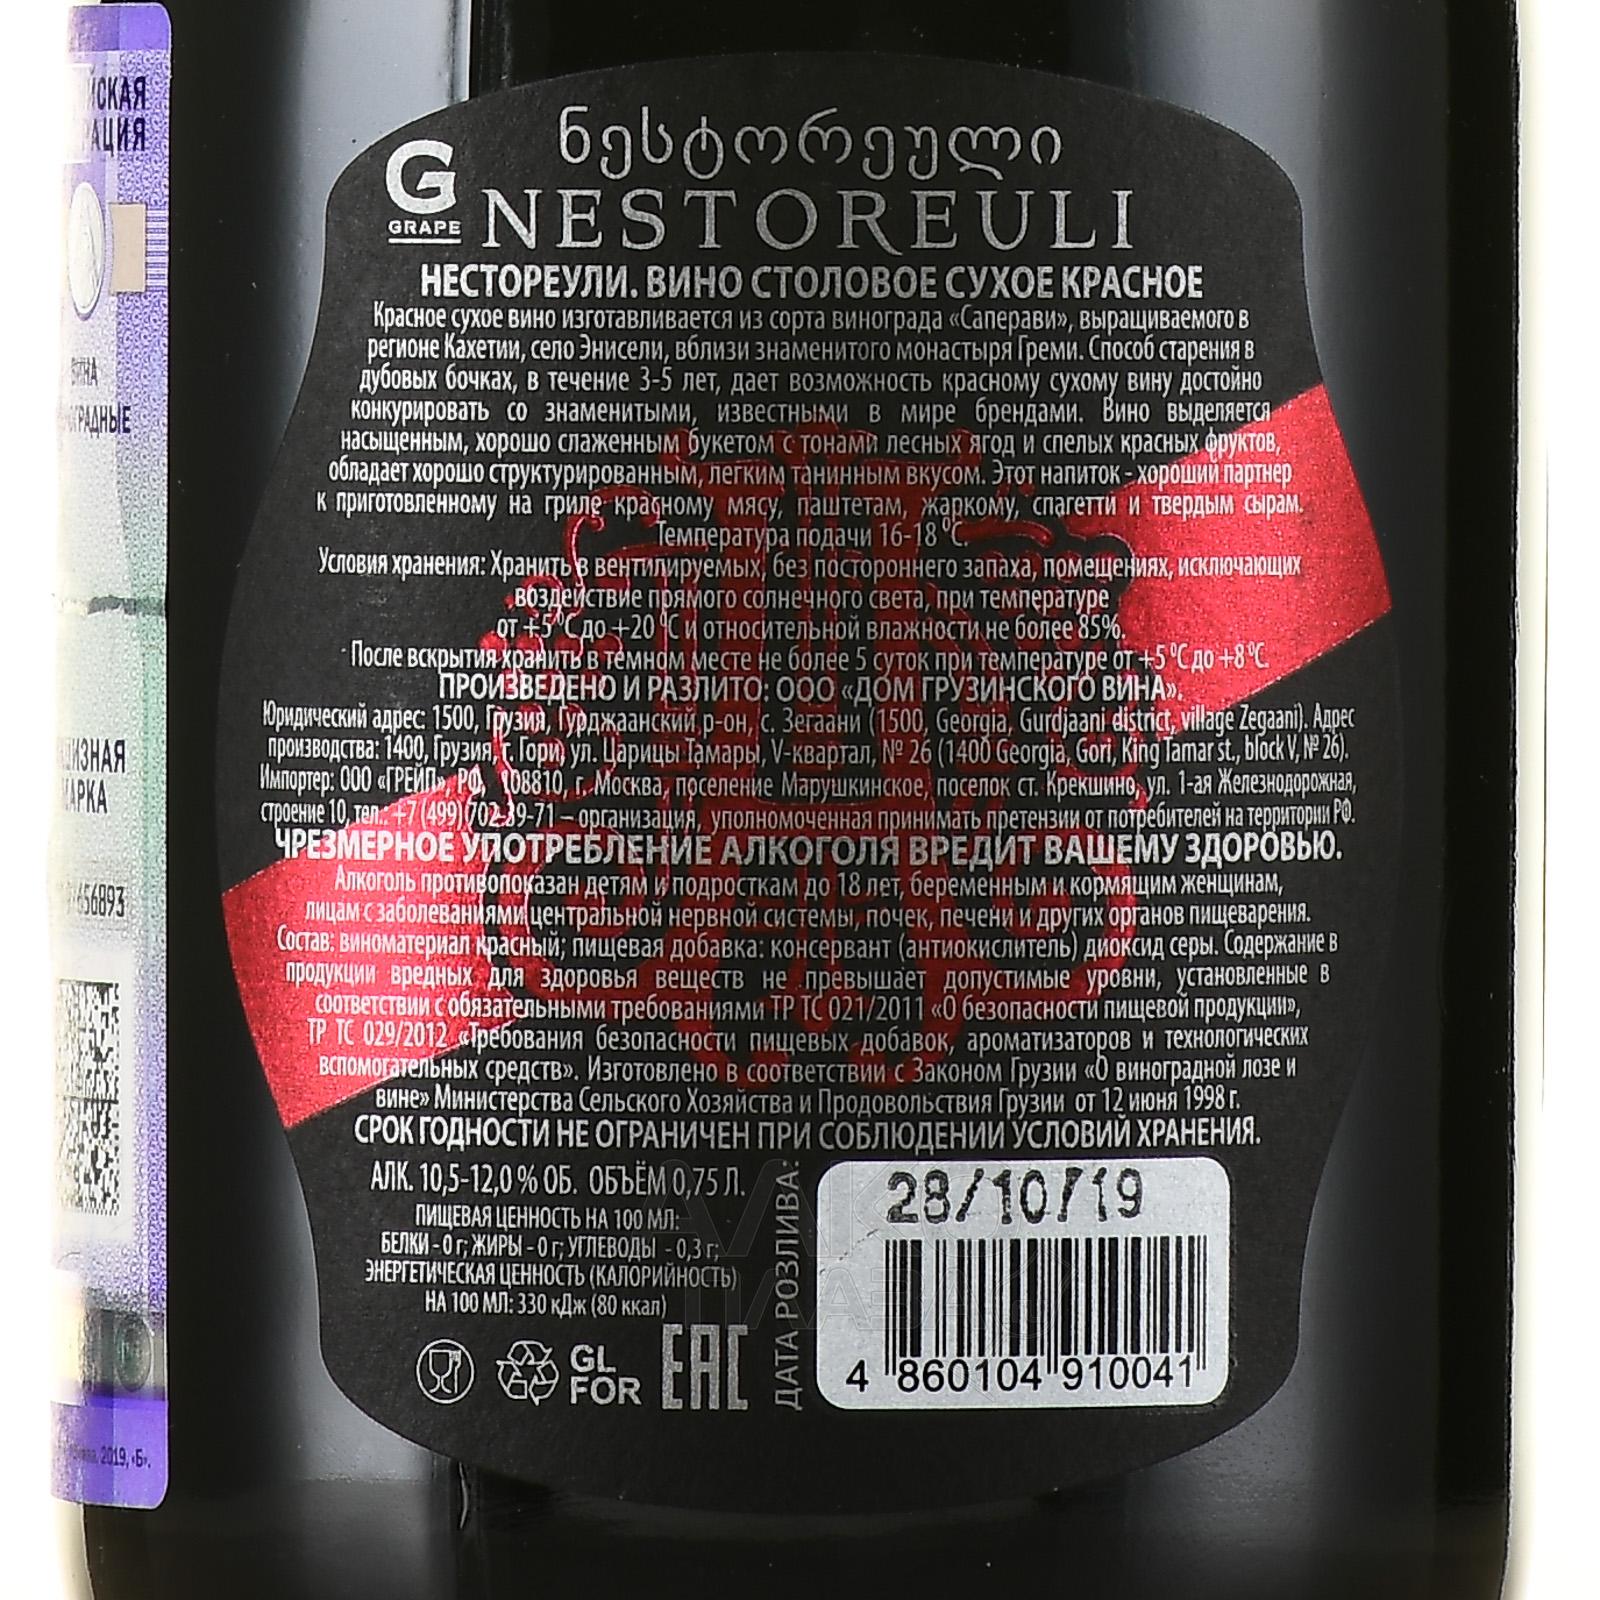 ნესტორეული
G
GRAPE
NESTOREULI
НЕСТОРЕУЛИ. ВИНО СТОЛОВОЕ СУХОЕ КРАСНОЕ
Красное сухое вино изготавливается из сорта винограда «Саперави», выращиваемого в
регионе Кахетии, село Энисели, вблизи знаменитого монастыря Греми. Способ старения в
дубовых бочках, в течение 3-5 лет, дает возможность красному сухому вину достойно
конкурировать со знаменитыми, известными в мире брендами. Вино выделяется
насыщенным, хорошо слаженным букетом с тонами лесных ягод и спелых красных фруктов,
обладает хорошо структурированным, легким танинным вкусом. Этот напиток - хороший партнер
к приготовленному на гриле красному мясу, паштетам, жаркому, спагетти и твердым сырам.
Температура подачи 16-18 °С.
Условия хранения: Хранить в вентилируемых, без постороннего запаха, помещениях, исключающих
воздействие прямого солнечного света, при температуре
от +5 °С до +20 °С и относительной влажности не более 85%.
После вскрытия хранить в темном месте не более 5 суток при температуре от +5 °С до +8 °С.
ПРОИЗВЕДЕНО И РАЗЛИТО: ООО «ДОМ ГРУЗИНСКОГО ВИНА».
Юридический адрес: 1500, Грузия, Гурджаанский р-он, с. Зегаани (1500, Georgia, Gurdjaani district, village Zegaani). Адрес
производства: 1400, Грузия, г. Гори, ул. Царицы Тамары, V-квартал, № 26 (1400 Georgia, Gori, King Tamar st., block V, № 26).
Импортер: ООО «ГРЕЙП», РФ, 108810, г. Москва, поселение Марушкинское, поселок ст. Крекшино, ул. 1-ая Железнодорожная,
строение 10, тел.: +7 (499) 702-39-71 – организация, уполномоченная принимать претензии от потребителей на территории РФ.
ЧРЕЗМЕРНОЕ УПОТРЕБЛЕНИЕ АЛКОГОЛЯ ВРЕДИТ ВАШЕМУ ЗДОРОВЬЮ.
Алкоголь противопоказан детям и подросткам до 18 лет, беременным и кормящим женщинам,
лицам с заболеваниями центральной нервной системы, почек, печени и других органов пищеварения.
Состав: виноматериал красный; пищевая добавка: консервант (антиокислитель) диоксид серы. Содержание в
продукции вредных для здоровья веществ не превышает допустимые уровни, установленные в
соответствии с обязательными требованиями ТР ТС 021/2011 «О безопасности пищевой продукции»,
ТР ТС 029/2012 «Требования безопасности пищевых добавок, ароматизаторов и технологических
вспомогательных средств». Изготовлено в соответствии с Законом Грузии «О виноградной лозе и
вине» Министерства Сельского Хозяйства и Продовольствия Грузии от 12 июня 1998 г.
СРОК ГОДНОСТИ НЕ ОГРАНИЧЕН ПРИ СОБЛЮДЕНИИ УСЛОВИЙ ХРАНЕНИЯ.
АЛК. 10,5-12,0 % ОБ. ОБЪЁМ 0,75 Л.
ПИЩЕВАЯ ЦЕННОСТЬ НА 100 МЛ:
БЕЛКИ - 0 г; ЖИРЫ - 0 г; УГЛЕВОДЫ - 0,3 г;
ЭНЕРГЕТИЧЕСКАЯ ЦЕННОСТЬ (КАЛОРИЙНОСТЬ)
НА 100 МЛ: 330 кДж (80 ккал)
GL
FOR
EAC
ДАТА РОЗЛИВА:
28/10/19
4 860104 910041
656893
2019, «Б».